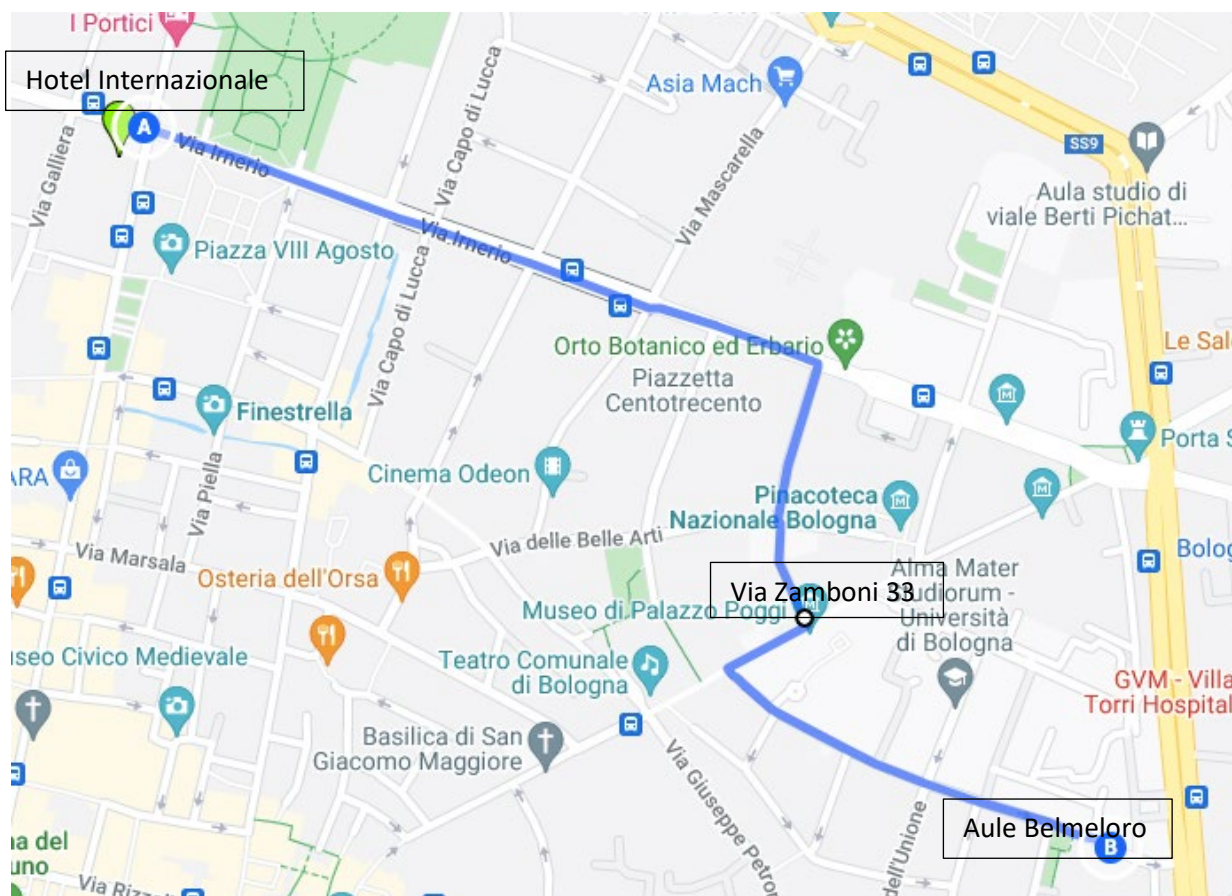 I Portici
Hotel Internazionale
Asia Mach
SS9
Aula studio di
viale Berti Pichat...
Via Galliera
Via Irnerio
Via Capo di Lucca
Via Mascarella
Piazza VIII Agosto
Via Irnerio
Via Capo di Lucca
Orto Botanico ed Erbario
Le Sal
Piazzetta
Centotrecento
Finestrella
Porta S
ARA
Via Piella
Cinema Odeon
Pinacoteca
Nazionale Bologna
Via Marsala
Via delle Belle Arti
Bolog
Osteria dell'Orsa
Via Zamboni 33
Museo di Palazzo Poggi
Alma Mater
Studiorum -
Università
di Bologna
useo Civico Medievale
Teatro Comunale
di Bologna
GVM - Villa
Torri Hospital
Basilica di San
Giacomo Maggiore
Via Giuseppe Petron
dell'Unione
Aule Belmeloro
A
B
na del
uno
Via Rizzoli